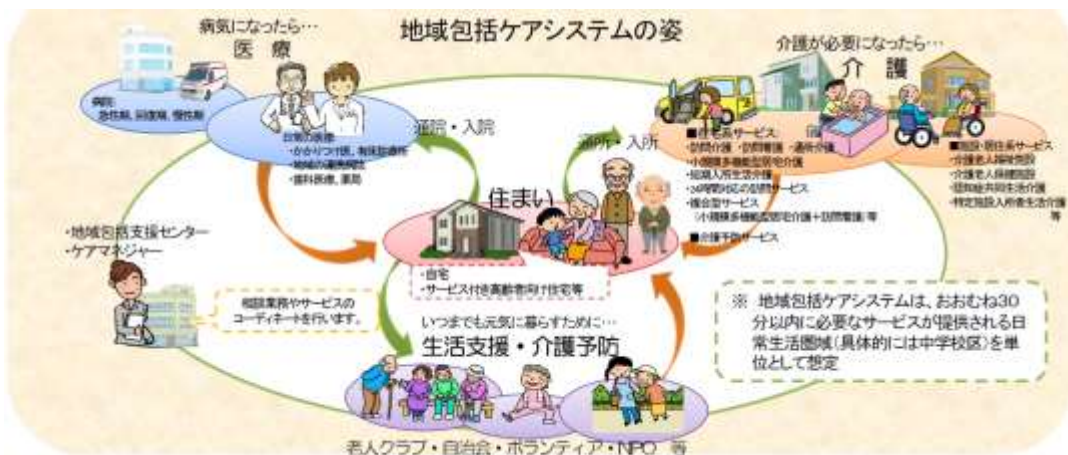 地域包括ケアシステムの姿
病気になったら…
医 療
病院:
急性期、回復期、慢性期
日常の医療:
・かかりつけ医、有床診療所
・地域の連携病院
・歯科医療、薬局
通院・入院
介護が必要になったら…
介 護
通所・入所
■在宅系サービス:
・訪問介護 ・訪問看護 ・通所介護
・小規模多機能型居宅介護
・短期入所生活介護
・24時間対応の訪問サービス
・複合型サービス
(小規模多機能型居宅介護+訪問看護)等
■介護予防サービス
■施設・居住系サービス
・介護老人福祉施設
・介護老人保健施設
・認知症共同生活介護
・特定施設入所者生活介護
等
住まい
・自宅
・サービス付き高齢者向け住宅等
・地域包括支援センター
・ケアマネジャー
相談業務やサービスの
コーディネートを行います。
いつまでも元気に暮らすために…
生活支援・介護予防
老人クラブ・自治会・ボランティア・NPO 等
※ 地域包括ケアシステムは、おおむね30
分以内に必要なサービスが提供される日
常生活圏域(具体的には中学校区)を単
位として想定